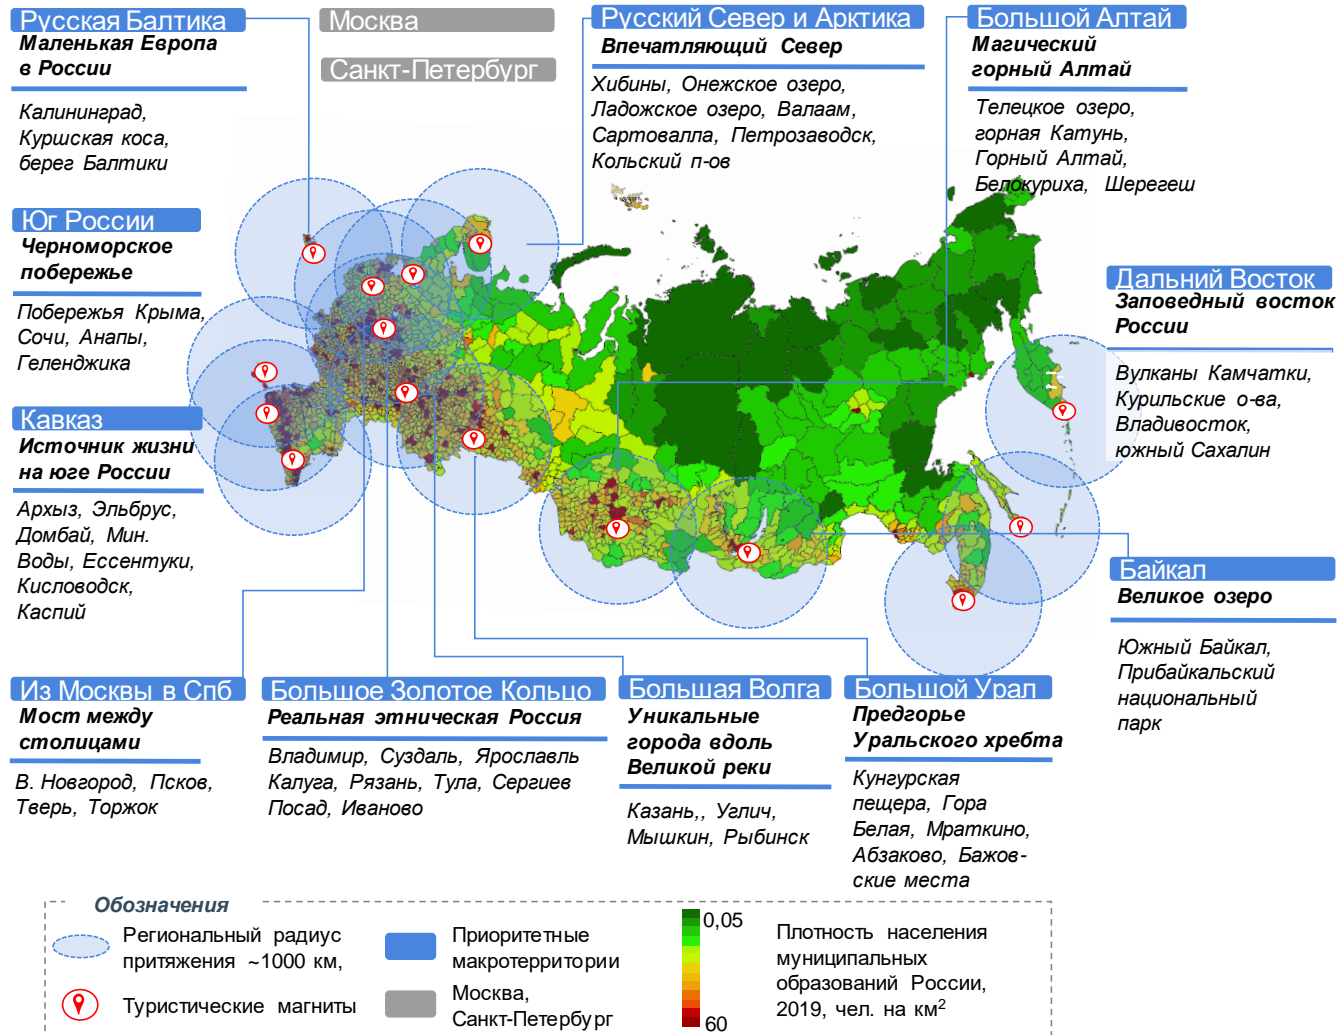 Русская Балтика
Маленькая Европа
в России
Калининград,
Куршская коса,
берег Балтики
Москва
Санкт-Петербург
Русский Север и Арктика
Впечатляющий Север
Хибины, Онежское озеро,
Ладожское озеро, Валаам,
Сартовалла, Петрозаводск,
Кольский п-ов
Большой Алтай
Магический
горный Алтай
Телецкое озеро,
горная Катунь,
Горный Алтай,
Белокуриха, Шерегеш
Юг России
Черноморское
побережье
Побережья Крыма,
Сочи, Анапы,
Геленджика
Дальний Восток
Заповедный восток
России
Вулканы Камчатки,
Курильские о-ва,
Владивосток,
южный Сахалин
Кавказ
Источник жизни
на юге России
Архыз, Эльбрус,
Домбай, Мин.
Воды, Ессентуки,
Кисловодск,
Каспий
Байкал
Великое озеро
Южный Байкал,
Прибайкальский
национальный
парк
Из Москвы в Спб
Мост между
столицами
В. Новгород, Псков,
Тверь, Торжок
Большое Золотое Кольцо
Реальная этническая Россия
Владимир, Суздаль, Ярославль
Калуга, Рязань, Тула, Сергиев
Посад, Иваново
Большая Волга
Уникальные
города вдоль
Великой реки
Казань,, Углич,
Мышкин, Рыбинск
Большой Урал
Предгорье
Уральского хребта
Кунгурская
пещера, Гора
Белая, Мраткино,
Абзаково, Бажов-
ские места
Обозначения
Региональный радиус
притяжения ~1000 км,
Туристические магниты
Приоритетные
макротерритории
Москва,
Санкт-Петербург
0,05
60
Плотность населения
муниципальных
образований России,
2019, чел. на км²